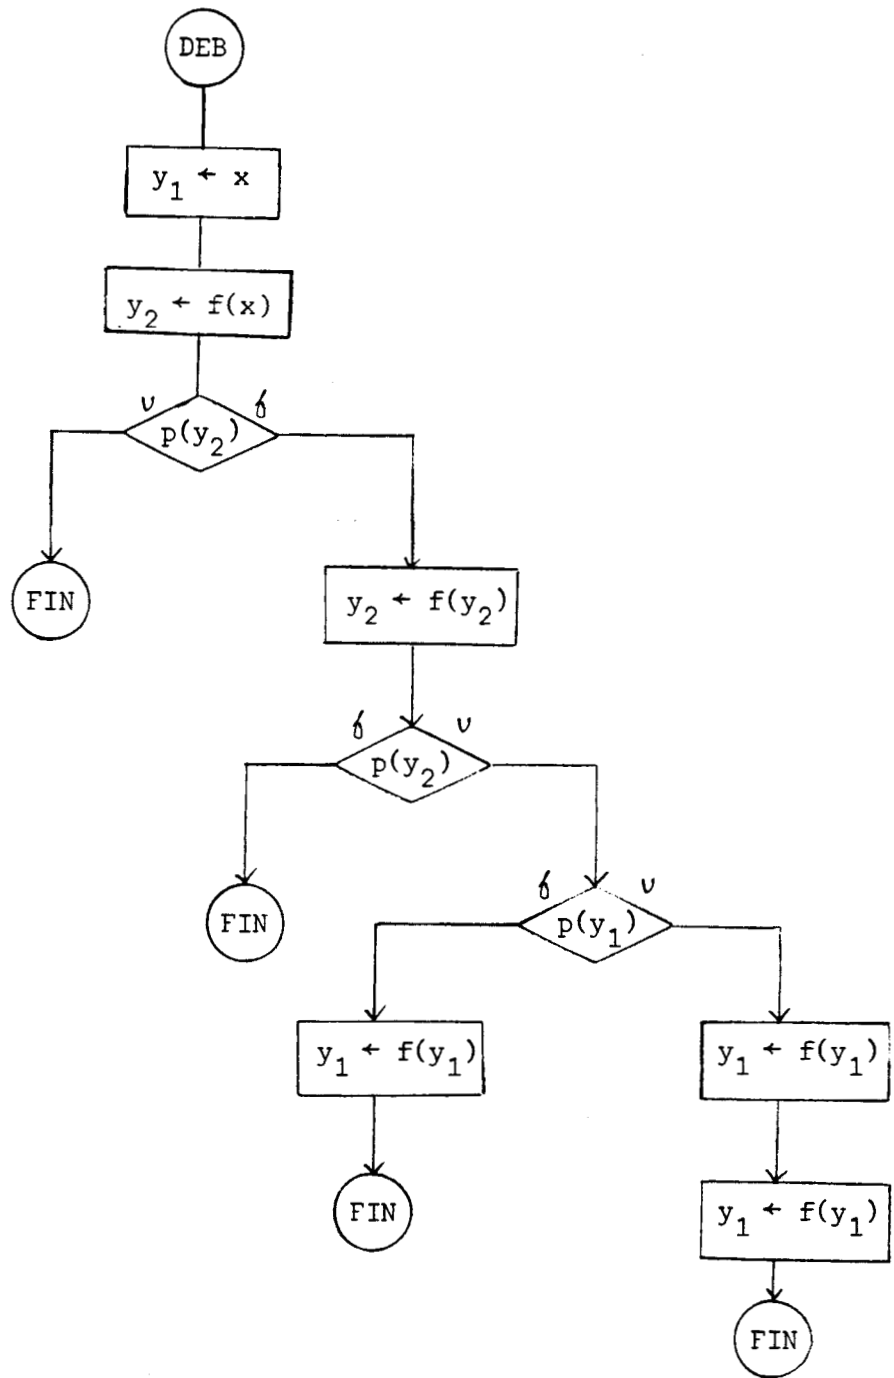 DEB
y₁ ← x
y₂ ← f(x)
v f
p(y₂)
FIN
y₂ ← f(y₂)
f v
p(y₂)
FIN
f v
p(y₁)
y₁ ← f(y₁)
y₁ ← f(y₁)
FIN
y₁ ← f(y₁)
FIN